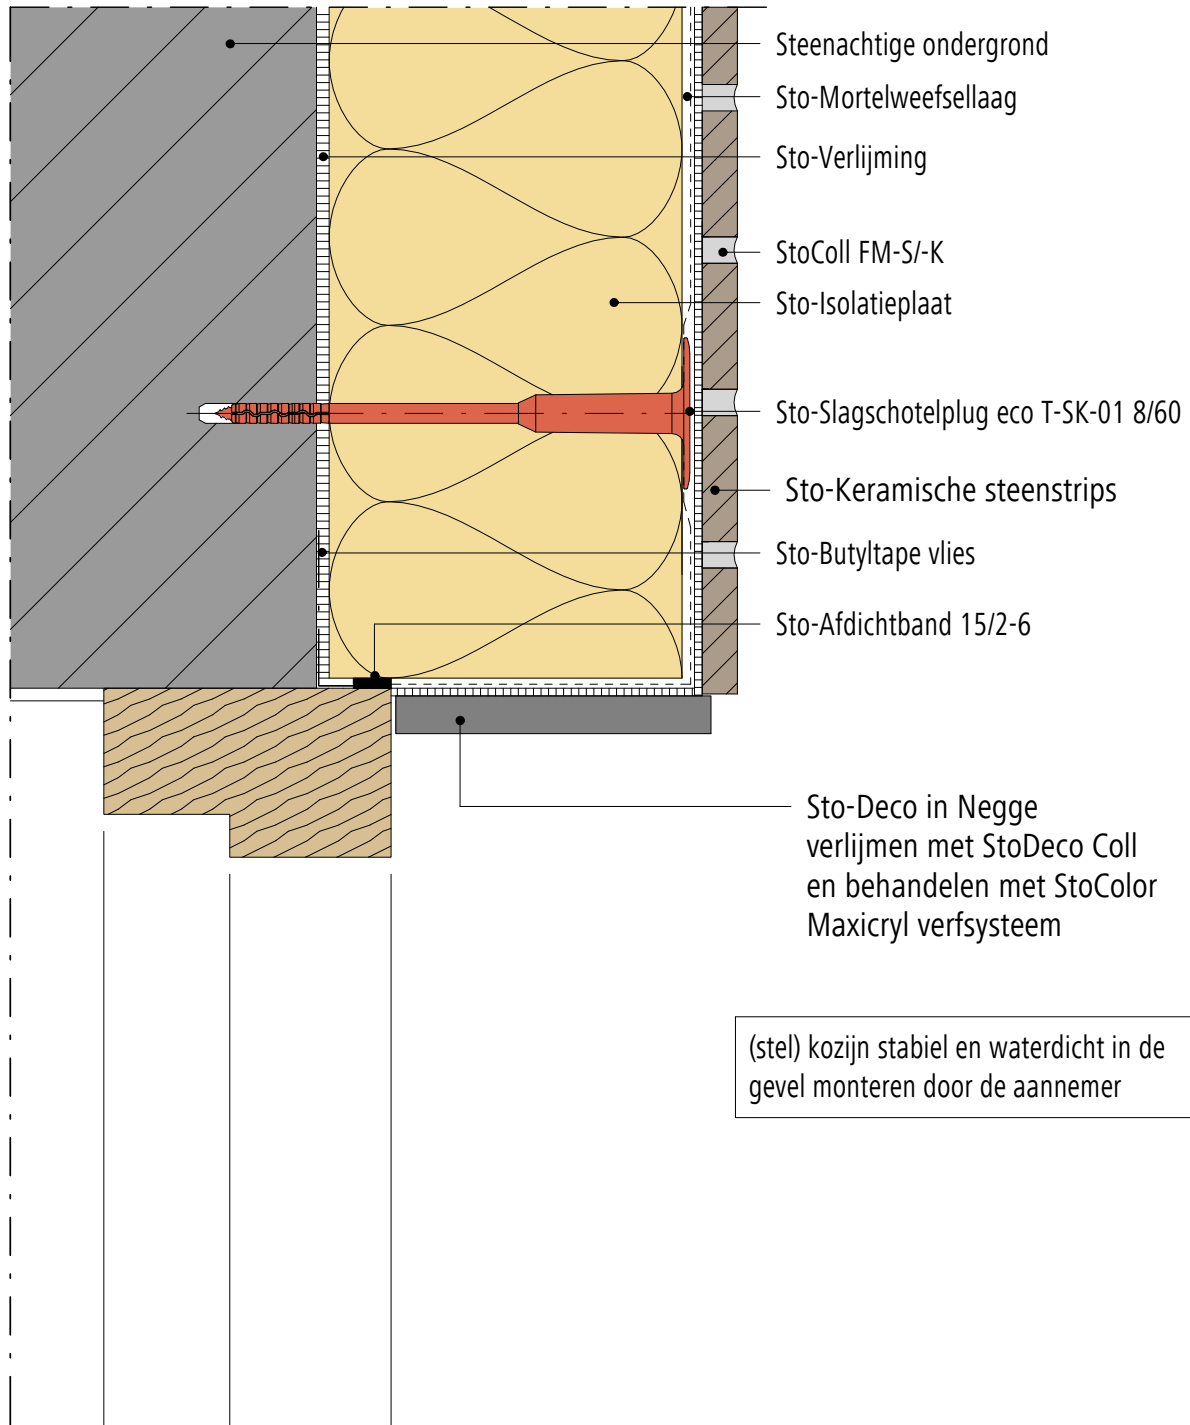 Steenachtige ondergrond
Sto-Mortelweefsellaag
Sto-Verlijming
StoColl FM-S/-K
Sto-Isolatieplaat
Sto-Slagschotelplug eco T-SK-01 8/60
Sto-Keramische steenstrips
Sto-Butyltape vlies
Sto-Afdichtband 15/2-6
Sto-Deco in Negge
verlijmen met StoDeco Coll
en behandelen met StoColor
Maxicryl verfsysteem
(stel) kozijn stabiel en waterdicht in de
gevel monteren door de aannemer